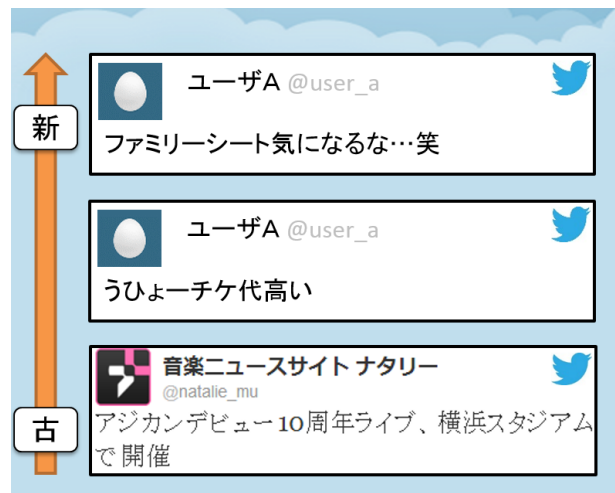 新
ユーザA @user_a
ファミリーシート気になるな…笑
ユーザA @user_a
うひょーチケ代高い
古
音楽ニュースサイト ナタリー
@natalie_mu
アジカンデビュー10周年ライブ、横浜スタジアム
で開催